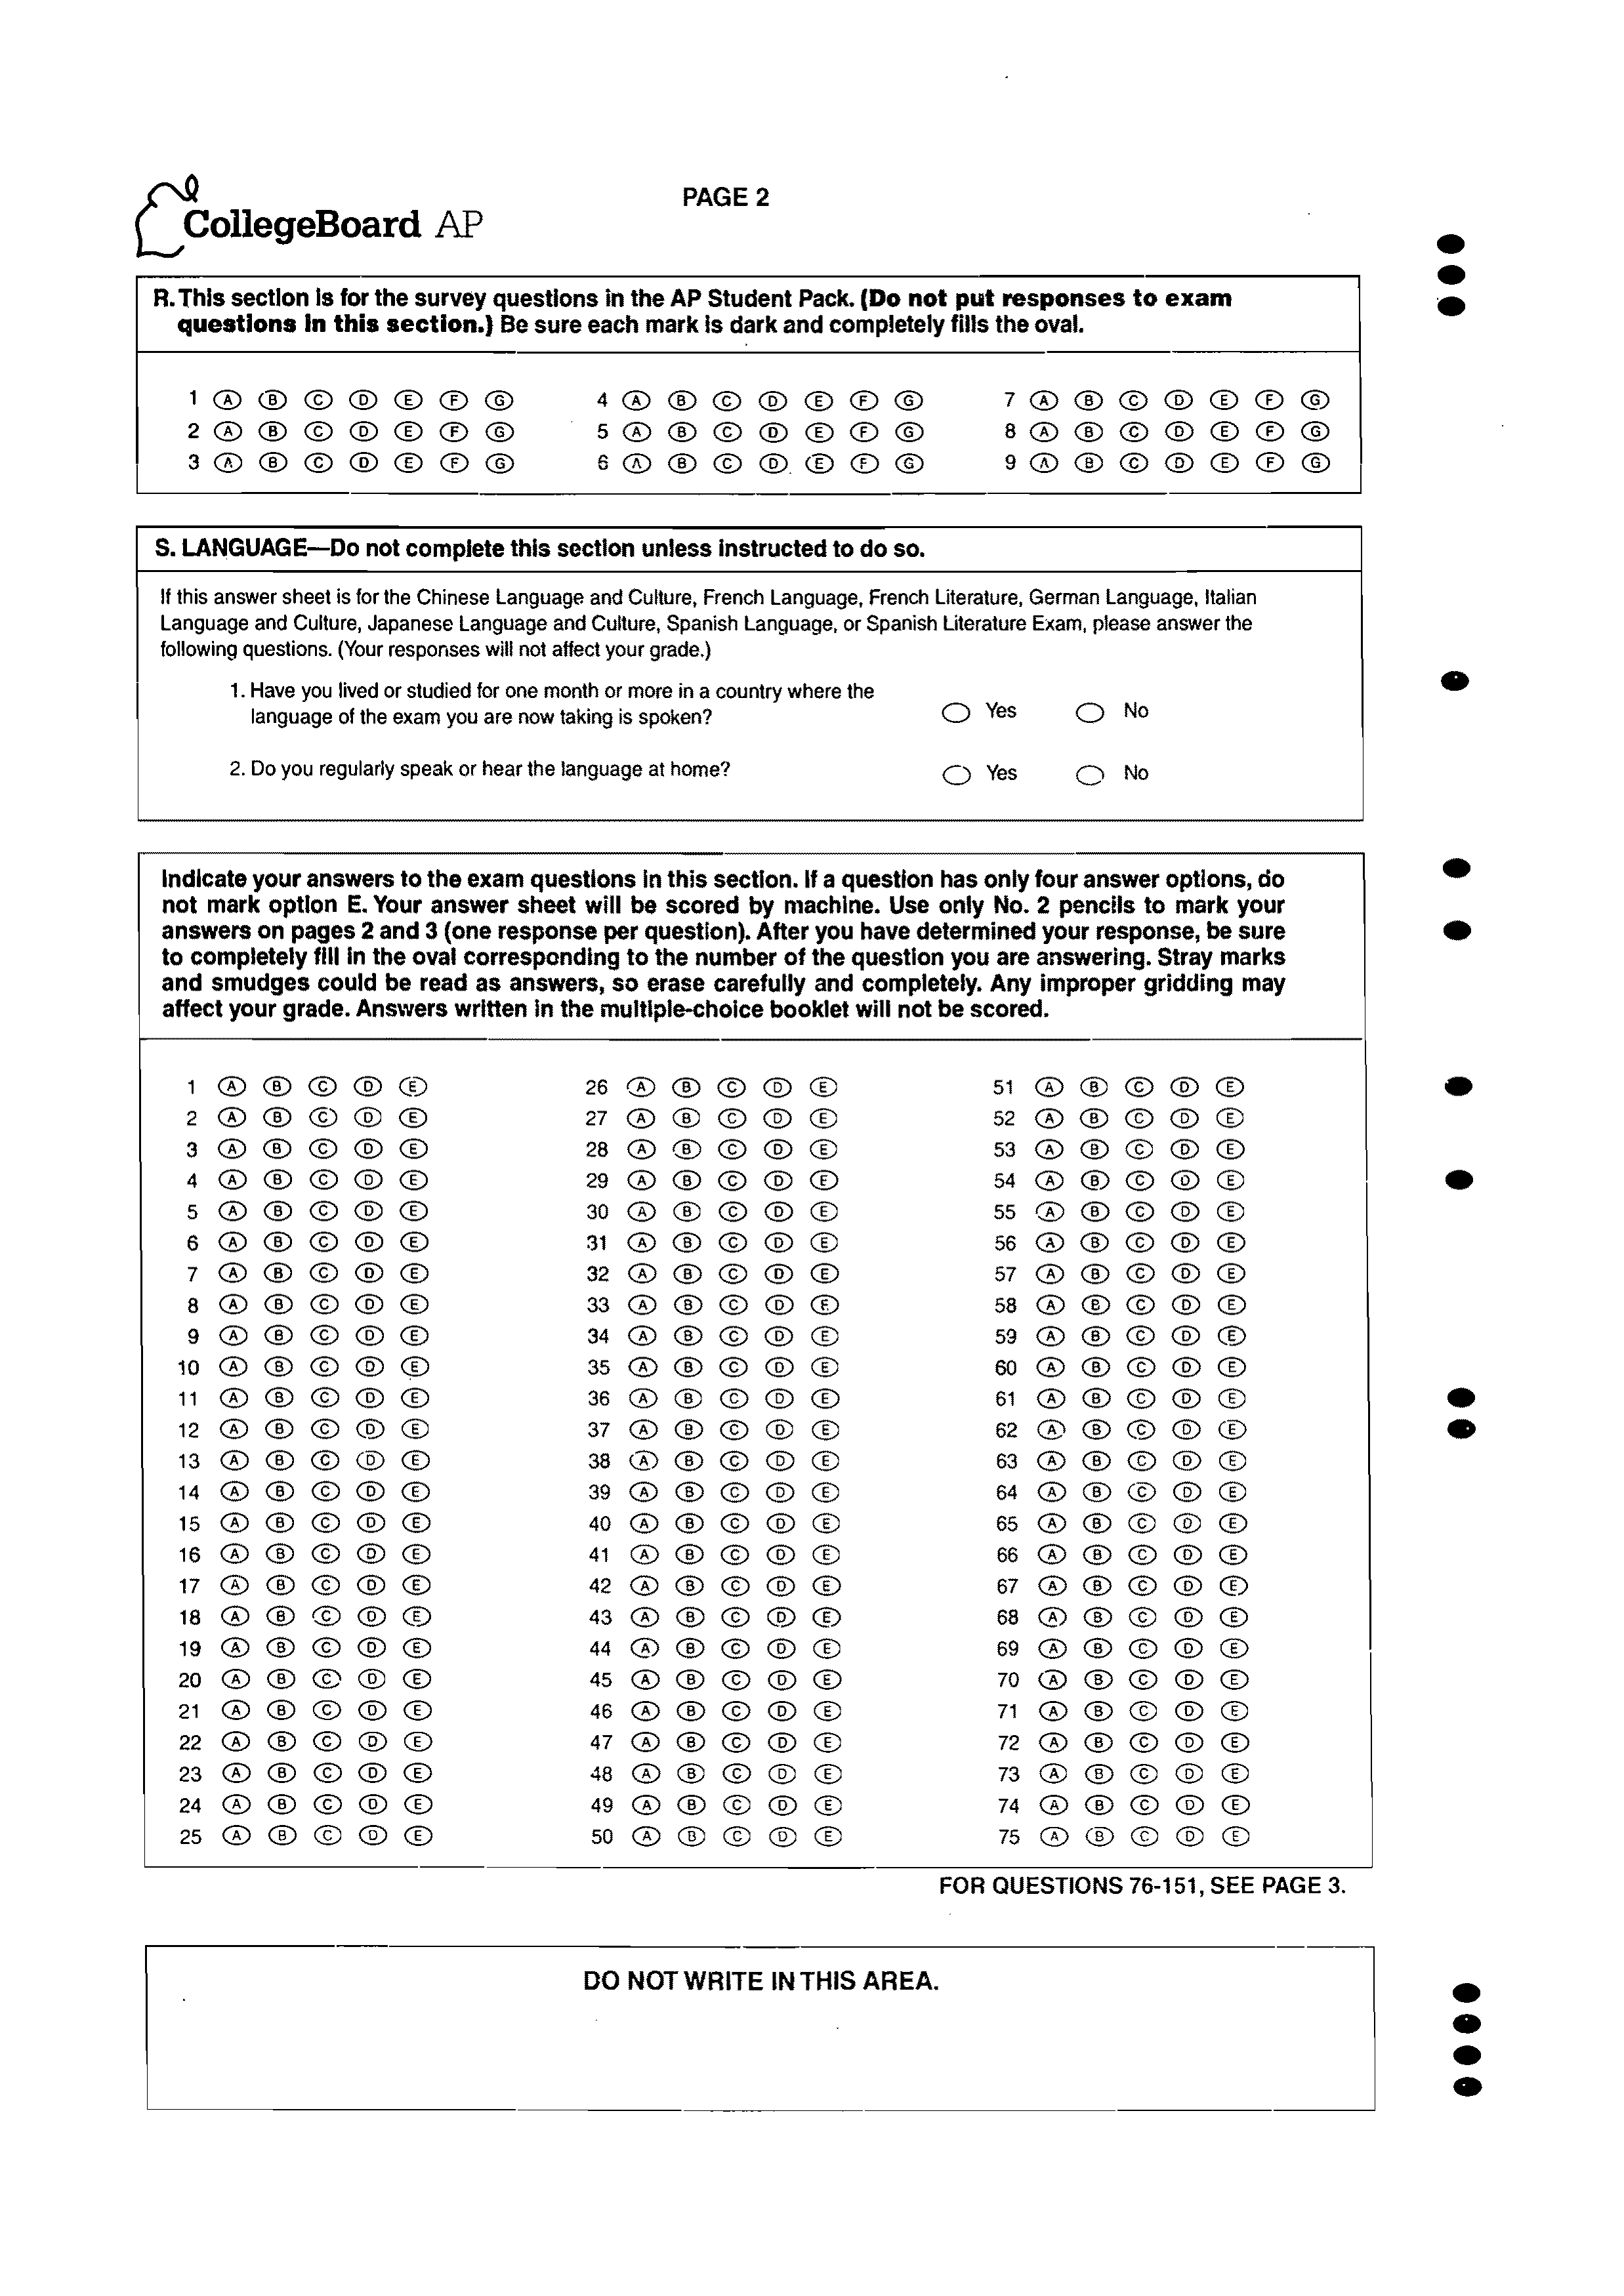 PAGE 2
CollegeBoard AP
R. This section is for the survey questions in the AP Student Pack. (Do not put responses to exam
questions in this section.) Be sure each mark is dark and completely fills the oval.
1 A B C D E F G 4 A B C D E F G 7 A B C D E F G
2 A B C D E F G 5 A B C D E F G 8 A B C D E F G
3 A B C D E F G 6 A B C D E F G 9 A B C D E F G
S. LANGUAGE—Do not complete this section unless instructed to do so.
If this answer sheet is for the Chinese Language and Culture, French Language, French Literature, German Language, Italian
Language and Culture, Japanese Language and Culture, Spanish Language, or Spanish Literature Exam, please answer the
following questions. (Your responses will not affect your grade.)
1. Have you lived or studied for one month or more in a country where the
language of the exam you are now taking is spoken? Yes No
2. Do you regularly speak or hear the language at home? Yes No
Indicate your answers to the exam questions in this section. If a question has only four answer options, do
not mark option E. Your answer sheet will be scored by machine. Use only No. 2 pencils to mark your
answers on pages 2 and 3 (one response per question). After you have determined your response, be sure
to completely fill in the oval corresponding to the number of the question you are answering. Stray marks
and smudges could be read as answers, so erase carefully and completely. Any improper gridding may
affect your grade. Answers written in the multiple-choice booklet will not be scored.
1 A B C D E 26 A B C D E 51 A B C D E
2 A B C D E 27 A B C D E 52 A B C D E
3 A B C D E 28 A B C D E 53 A B C D E
4 A B C D E 29 A B C D E 54 A B C D E
5 A B C D E 30 A B C D E 55 A B C D E
6 A B C D E 31 A B C D E 56 A B C D E
7 A B C D E 32 A B C D E 57 A B C D E
8 A B C D E 33 A B C D E 58 A B C D E
9 A B C D E 34 A B C D E 59 A B C D E
10 A B C D E 35 A B C D E 60 A B C D E
11 A B C D E 36 A B C D E 61 A B C D E
12 A B C D E 37 A B C D E 62 A B C D E
13 A B C D E 38 A B C D E 63 A B C D E
14 A B C D E 39 A B C D E 64 A B C D E
15 A B C D E 40 A B C D E 65 A B C D E
16 A B C D E 41 A B C D E 66 A B C D E
17 A B C D E 42 A B C D E 67 A B C D E
18 A B C D E 43 A B C D E 68 A B C D E
19 A B C D E 44 A B C D E 69 A B C D E
20 A B C D E 45 A B C D E 70 A B C D E
21 A B C D E 46 A B C D E 71 A B C D E
22 A B C D E 47 A B C D E 72 A B C D E
23 A B C D E 48 A B C D E 73 A B C D E
24 A B C D E 49 A B C D E 74 A B C D E
25 A B C D E 50 A B C D E 75 A B C D E
FOR QUESTIONS 76-151, SEE PAGE 3.
DO NOT WRITE IN THIS AREA.